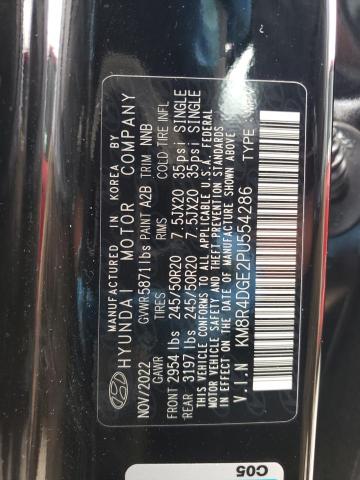 MANUFACTURED IN KOREA BY
HYUNDAI MOTOR COMPANY
NOV/2022 GVWR 5871 lbs PAINT A2B TRIM NNB
GAWR TIRES RIMS COLD TIRE INFL
FRONT 2954 lbs 245/50R20 7.5JX20 35psi SINGLE
REAR 3197 lbs 245/50R20 7.5JX20 35psi SINGLE
THIS VEHICLE CONFORMS TO ALL APPLICABLE U.S.A. FEDERAL
MOTOR VEHICLE SAFETY AND THEFT PREVENTION STANDARDS
IN EFFECT ON THE DATE OF MANUFACTURE SHOWN ABOVE.
V.I.N KM8R4DGE2PU554286 TYPE
C05